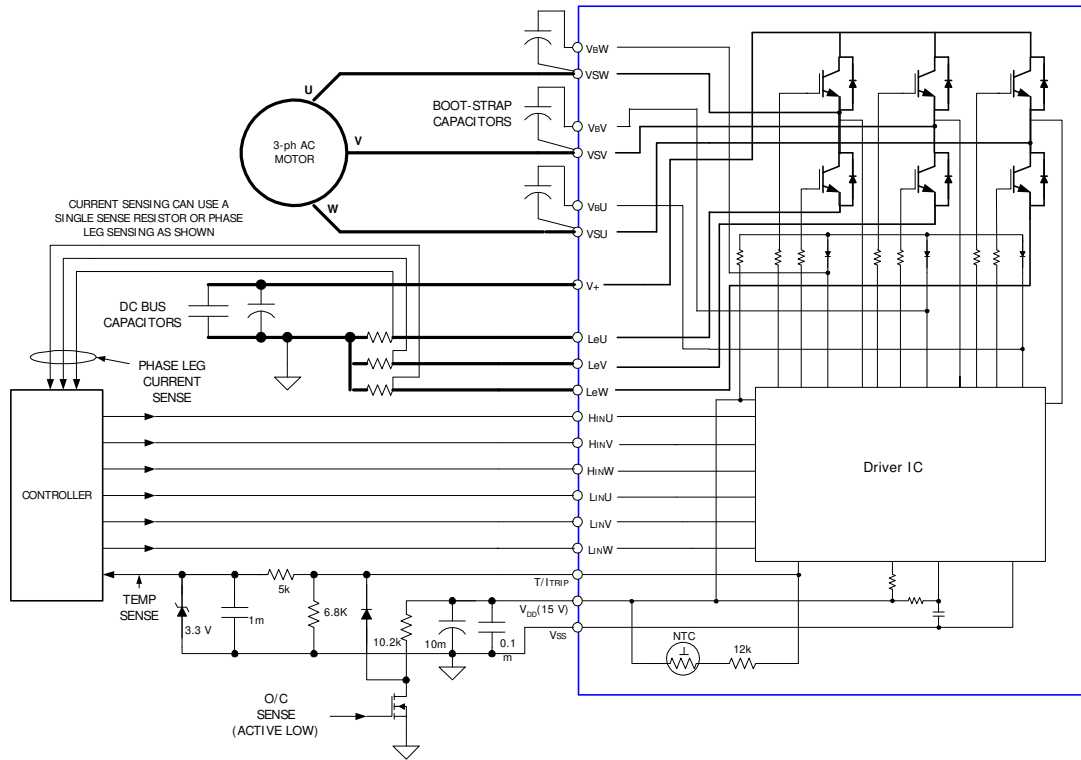 VBW
VSW
U
BOOT-STRAP
CAPACITORS
VBV
V
VSV
3-ph AC
MOTOR
VBU
W
VSU
CURRENT SENSING CAN USE A
SINGLE SENSE RESISTOR OR PHASE
LEG SENSING AS SHOWN
V+
DC BUS
CAPACITORS
LeU
PHASE LEG
CURRENT
SENSE
LeV
LeW
HINU
HINV
Driver IC
HINW
CONTROLLER
LINU
LINV
LINW
T/ITRIP
TEMP
SENSE
5k
3.3 V
1m
6.8K
10.2k
10m
0.1
m
VDD(15 V)
VSS
NTC
12k
O/C
SENSE
(ACTIVE LOW)